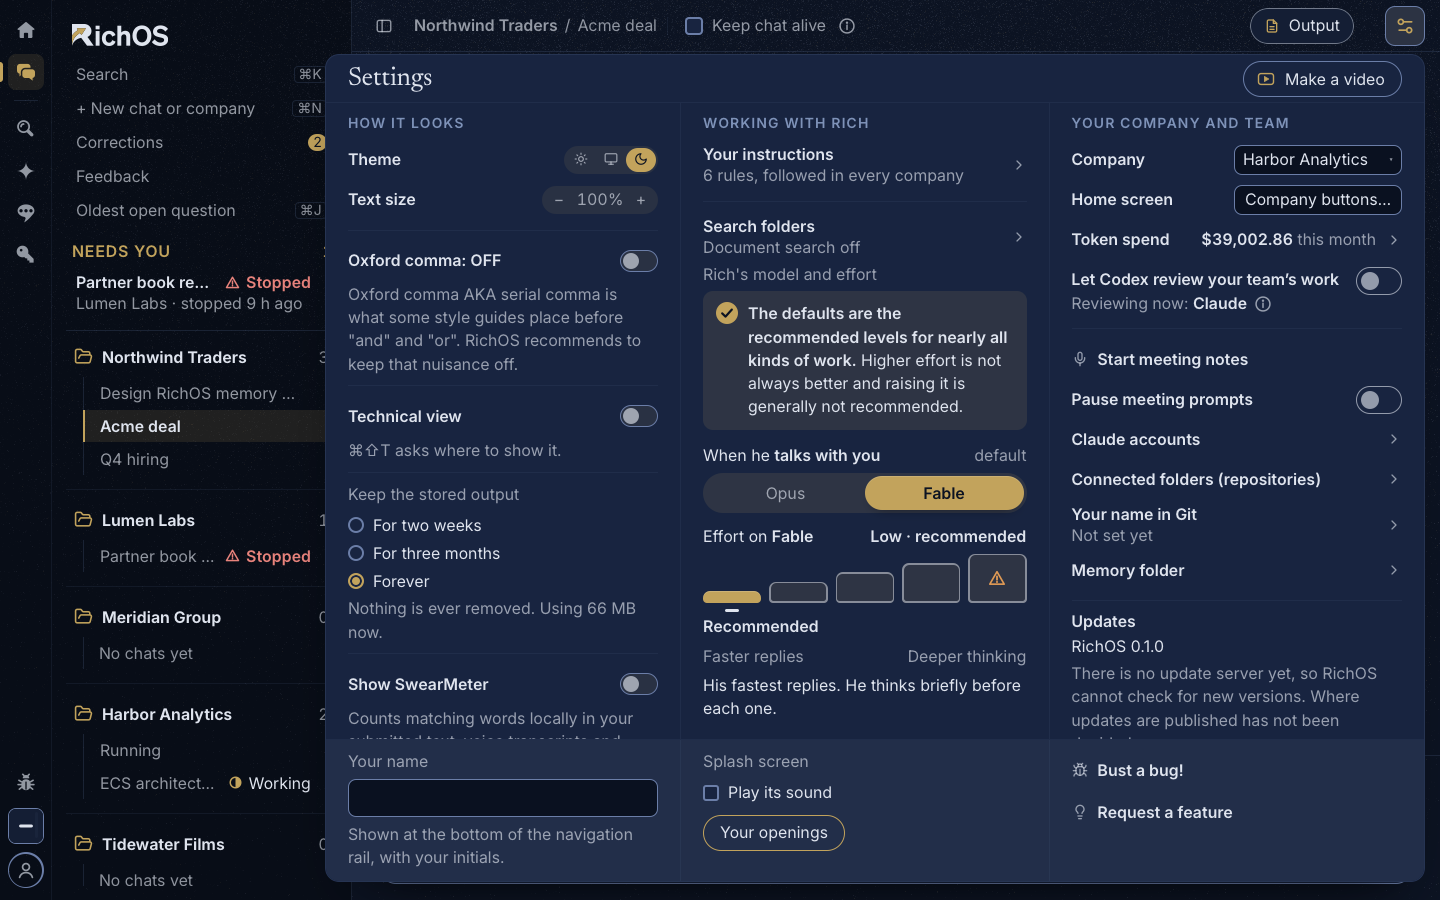 RichOS
Search ⌘K
+ New chat or company ⌘N
Corrections 2
Feedback
Oldest open question ⌘J
NEEDS YOU
Partner book re... Stopped
Lumen Labs · stopped 9 h ago
Northwind Traders 3
Design RichOS memory ...
Acme deal
Q4 hiring
Lumen Labs 1
Partner book ... Stopped
Meridian Group 0
No chats yet
Harbor Analytics 2
Running
ECS architect... Working
Tidewater Films 0
No chats yet
Northwind Traders / Acme deal
Keep chat alive
Output
Settings
Make a video
HOW IT LOOKS
Theme
Text size − 100% +
Oxford comma: OFF
Oxford comma AKA serial comma is
what some style guides place before
"and" and "or". RichOS recommends to
keep that nuisance off.
Technical view
⌘⇧T asks where to show it.
Keep the stored output
For two weeks
For three months
Forever
Nothing is ever removed. Using 66 MB
now.
Show SwearMeter
Counts matching words locally in your
Your name
Shown at the bottom of the navigation
rail, with your initials.
WORKING WITH RICH
Your instructions
6 rules, followed in every company
Search folders
Document search off
Rich's model and effort
The defaults are the
recommended levels for nearly all
kinds of work. Higher effort is not
always better and raising it is
generally not recommended.
When he talks with you default
Opus Fable
Effort on Fable Low · recommended
Recommended
Faster replies Deeper thinking
His fastest replies. He thinks briefly before
each one.
Splash screen
Play its sound
Your openings
YOUR COMPANY AND TEAM
Company Harbor Analytics
Home screen Company buttons...
Token spend $39,002.86 this month
Let Codex review your team’s work
Reviewing now: Claude
Start meeting notes
Pause meeting prompts
Claude accounts
Connected folders (repositories)
Your name in Git
Not set yet
Memory folder
Updates
RichOS 0.1.0
There is no update server yet, so RichOS
cannot check for new versions. Where
updates are published has not been
Bust a bug!
Request a feature